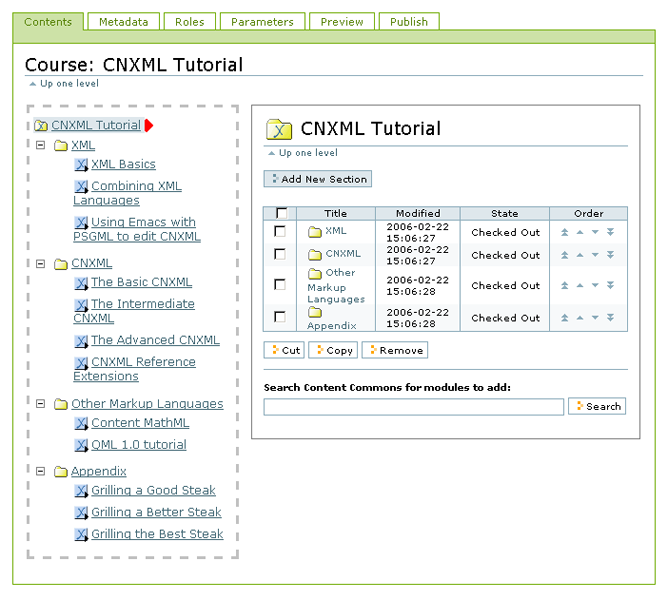 Contents Metadata Roles Parameters Preview Publish
Course: CNXML Tutorial
Up one level
CNXML Tutorial
XML
XML Basics
Combining XML
Languages
Using Emacs with
PSGML to edit CNXML
CNXML
The Basic CNXML
The Intermediate
CNXML
The Advanced CNXML
CNXML Reference
Extensions
Other Markup Languages
Content MathML
QML 1.0 tutorial
Appendix
Grilling a Good Steak
Grilling a Better Steak
Grilling the Best Steak
CNXML Tutorial
Up one level
Add New Section
Title Modified State Order
XML 2006-02-22 Checked Out
15:06:27
CNXML 2006-02-22 Checked Out
15:06:27
Other
Markup 2006-02-22 Checked Out
Languages 15:06:28
Appendix 2006-02-22 Checked Out
15:06:28
Cut Copy Remove
Search Content Commons for modules to add:
Search